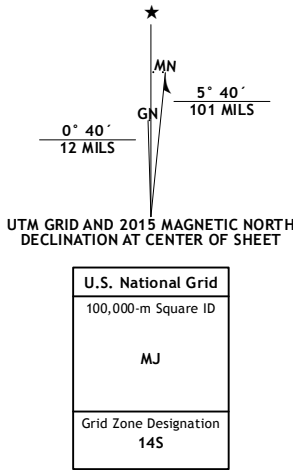 ★
MN
GN
5° 40´
101 MILS
0° 40´
12 MILS
UTM GRID AND 2015 MAGNETIC NORTH
DECLINATION AT CENTER OF SHEET
U.S. National Grid
100,000-m Square ID
MJ
Grid Zone Designation
14S